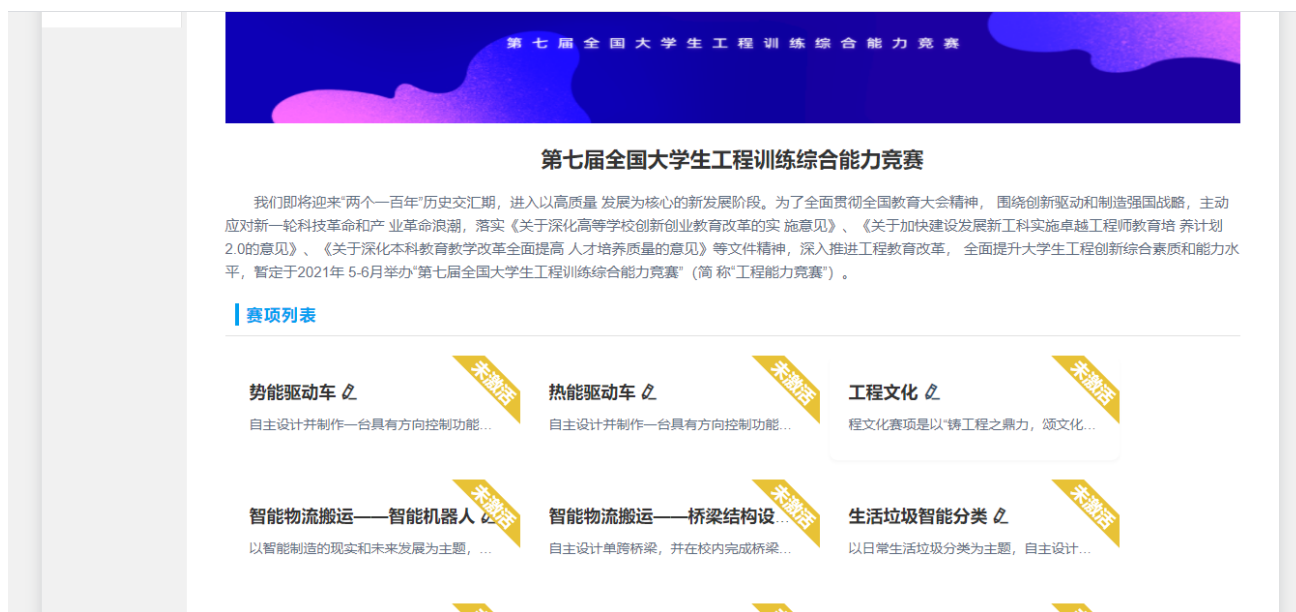 第七届全国大学生工程训练综合能力竞赛
第七届全国大学生工程训练综合能力竞赛
我们即将迎来“两个一百年”历史交汇期，进入以高质量 发展为核心的新发展阶段。为了全面贯彻全国教育大会精神， 围绕创新驱动和制造强国战略，主动
应对新一轮科技革命和产 业革命浪潮，落实《关于深化高等学校创新创业教育改革的实 施意见》、《关于加快建设发展新工科实施卓越工程师教育培 养计划
2.0的意见》、《关于深化本科教育教学改革全面提高 人才培养质量的意见》等文件精神，深入推进工程教育改革， 全面提升大学生工程创新综合素质和能力水
平，暂定于2021年 5-6月举办“第七届全国大学生工程训练综合能力竞赛”（简 称“工程能力竞赛”）。
赛项列表
势能驱动车 未激活
自主设计并制作一台具有方向控制功能...
热能驱动车 未激活
自主设计并制作一台具有方向控制功能...
工程文化 未激活
程文化赛项是以“铸工程之鼎力，颂文化...
智能物流搬运——智能机器人 未激活
以智能制造的现实和未来发展为主题，...
智能物流搬运——桥梁结构设... 未激活
自主设计单跨桥梁，并在校内完成桥梁...
生活垃圾智能分类 未激活
以日常生活垃圾分类为主题，自主设计...